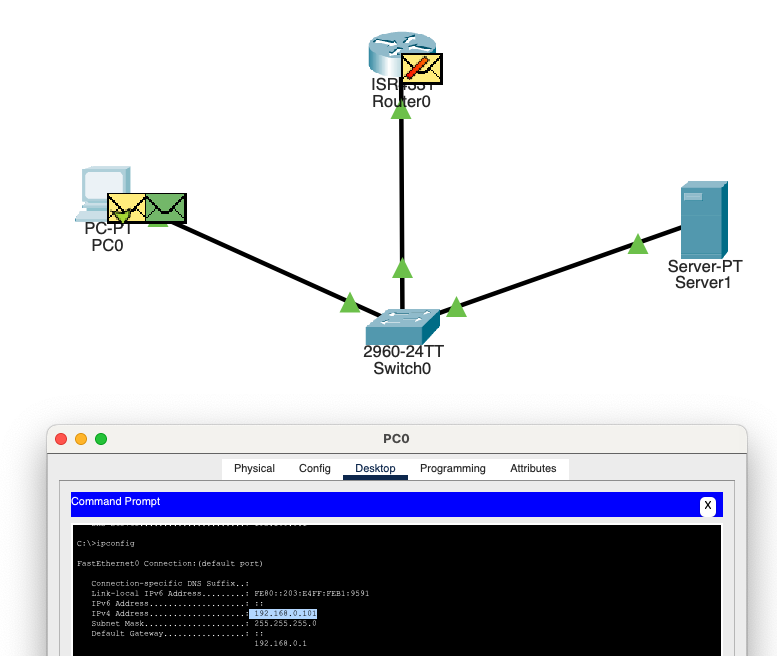 ISR4331
Router0
PC-PT
PC0
Server-PT
Server1
2960-24TT
Switch0
PC0
Physical Config Desktop Programming Attributes
Command Prompt
X
C:\>ipconfig
FastEthernet0 Connection:(default port)
Connection-specific DNS Suffix..:
Link-local IPv6 Address.........: FE80::203:E4FF:FEB1:9591
IPv6 Address....................: ::
IPv4 Address....................: 192.168.0.101
Subnet Mask.....................: 255.255.255.0
Default Gateway.................: ::
192.168.0.1